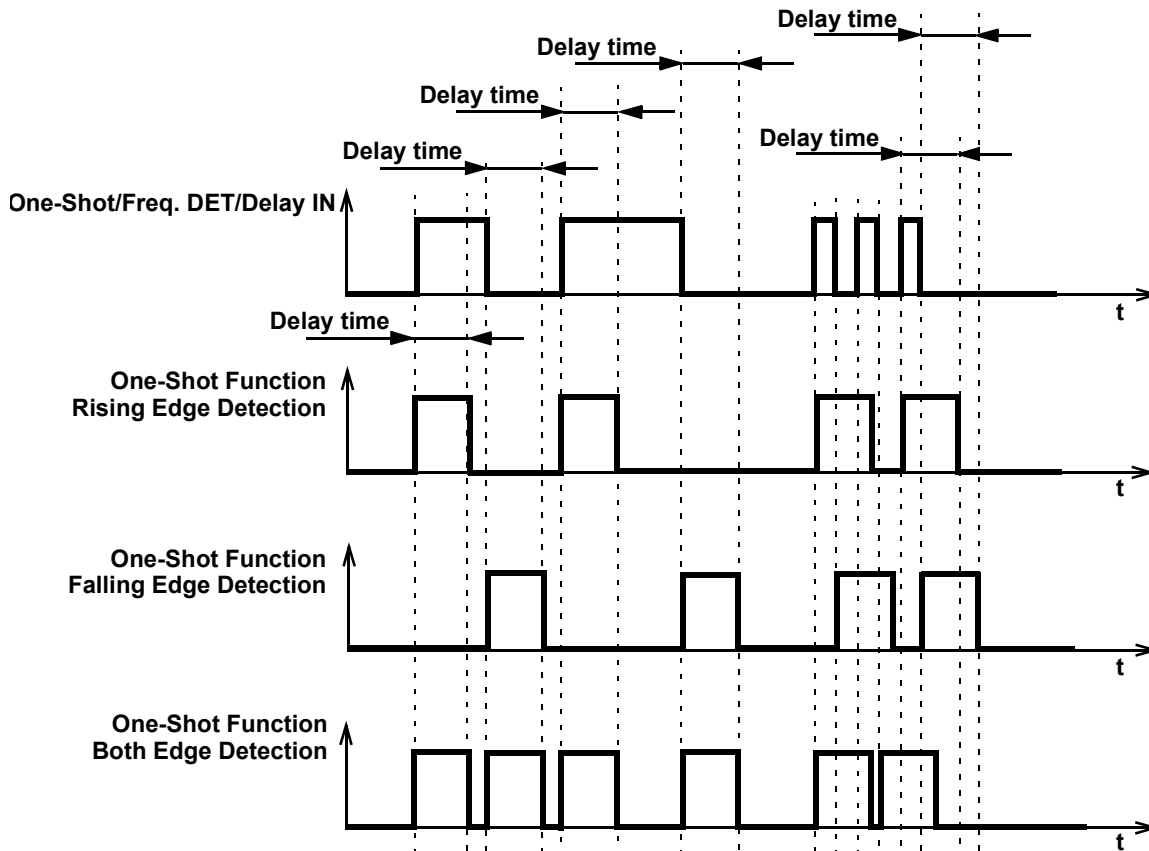 Delay time
Delay time
Delay time
Delay time
Delay time
One-Shot/Freq. DET/Delay IN
t
Delay time
One-Shot Function
Rising Edge Detection
t
One-Shot Function
Falling Edge Detection
t
One-Shot Function
Both Edge Detection
t